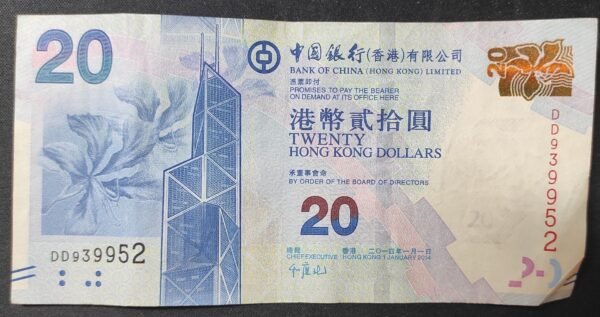 20
中國銀行(香港)有限公司
BANK OF CHINA (HONG KONG) LIMITED
憑票即付
PROMISES TO PAY THE BEARER
ON DEMAND AT ITS OFFICE HERE
港幣貳拾圓
TWENTY
HONG KONG DOLLARS
承董事會命
BY ORDER OF THE BOARD OF DIRECTORS
20
總裁
CHIEF EXECUTIVE
香港 二〇一四年一月一日
HONG KONG 1 JANUARY 2014
DD939952
20
DD939952
20